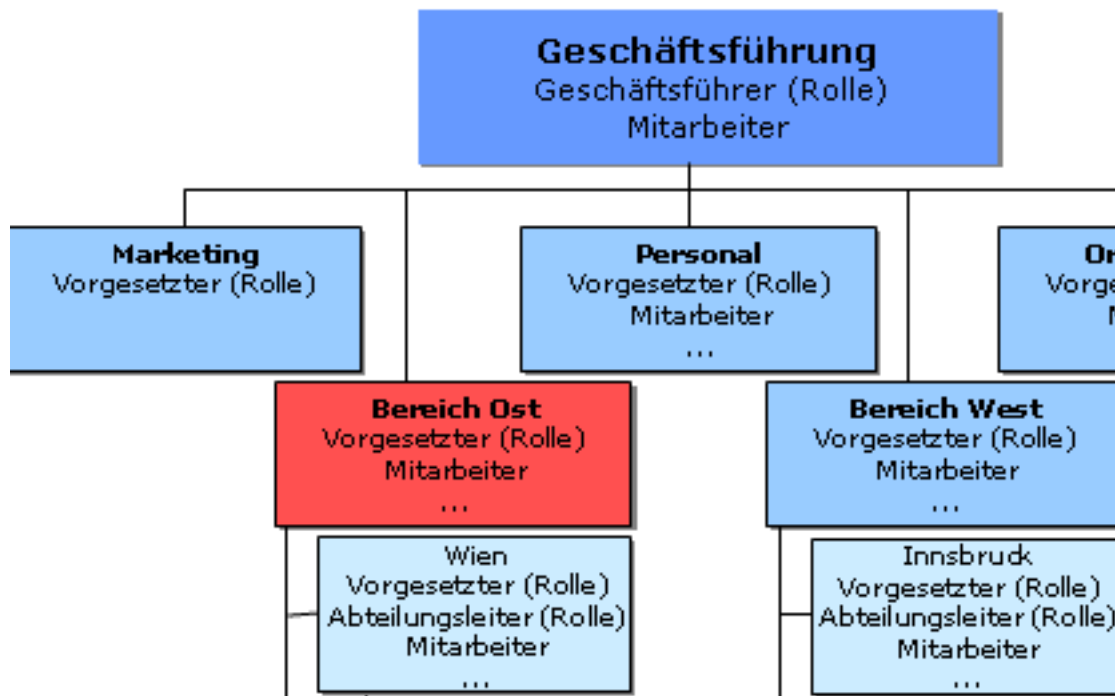 Geschäftsführung
Geschäftsführer (Rolle)
Mitarbeiter
Marketing
Vorgesetzter (Rolle)
Personal
Vorgesetzter (Rolle)
Mitarbeiter
...
Bereich Ost
Vorgesetzter (Rolle)
Mitarbeiter
...
Bereich West
Vorgesetzter (Rolle)
Mitarbeiter
...
Wien
Vorgesetzter (Rolle)
Abteilungsleiter (Rolle)
Mitarbeiter
...
Innsbruck
Vorgesetzter (Rolle)
Abteilungsleiter (Rolle)
Mitarbeiter
...